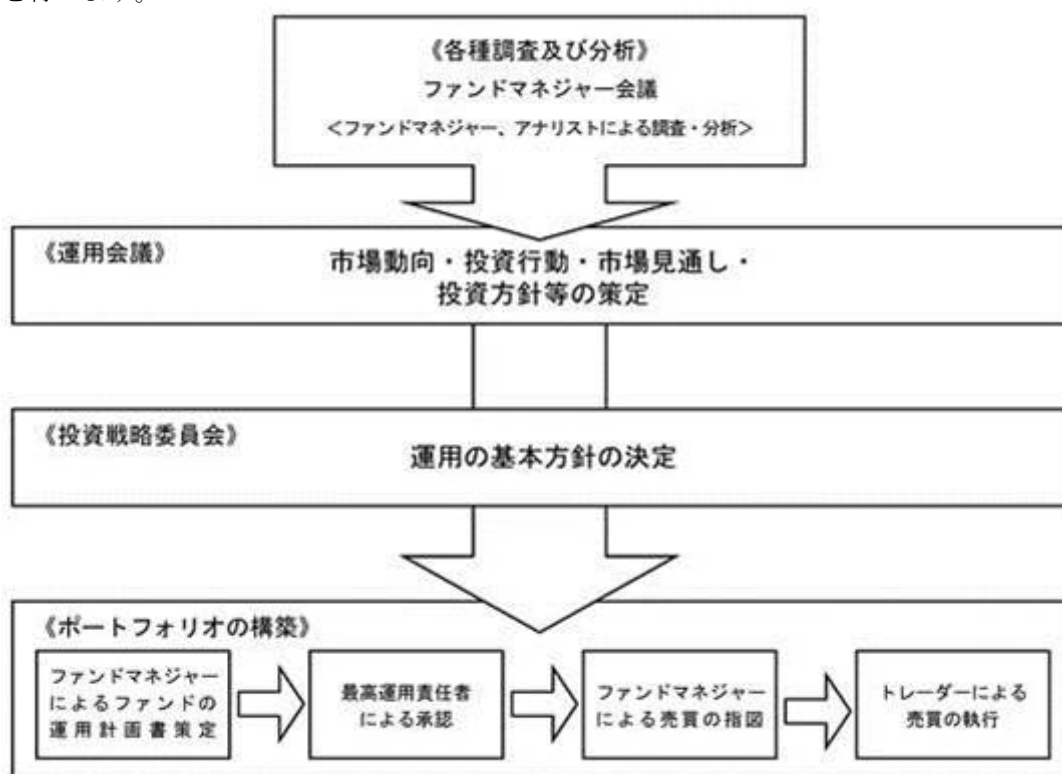 《各種調査及び分析》
ファンドマネジャー会議
＜ファンドマネジャー、アナリストによる調査・分析＞
《運用会議》
市場動向・投資行動・市場見通し・
投資方針等の策定
《投資戦略委員会》
運用の基本方針の決定
《ポートフォリオの構築》
ファンドマネジャー
によるファンドの
運用計画書策定
最高運用責任者
による承認
ファンドマネジャー
による売買の指図
トレーダーによる
売買の執行